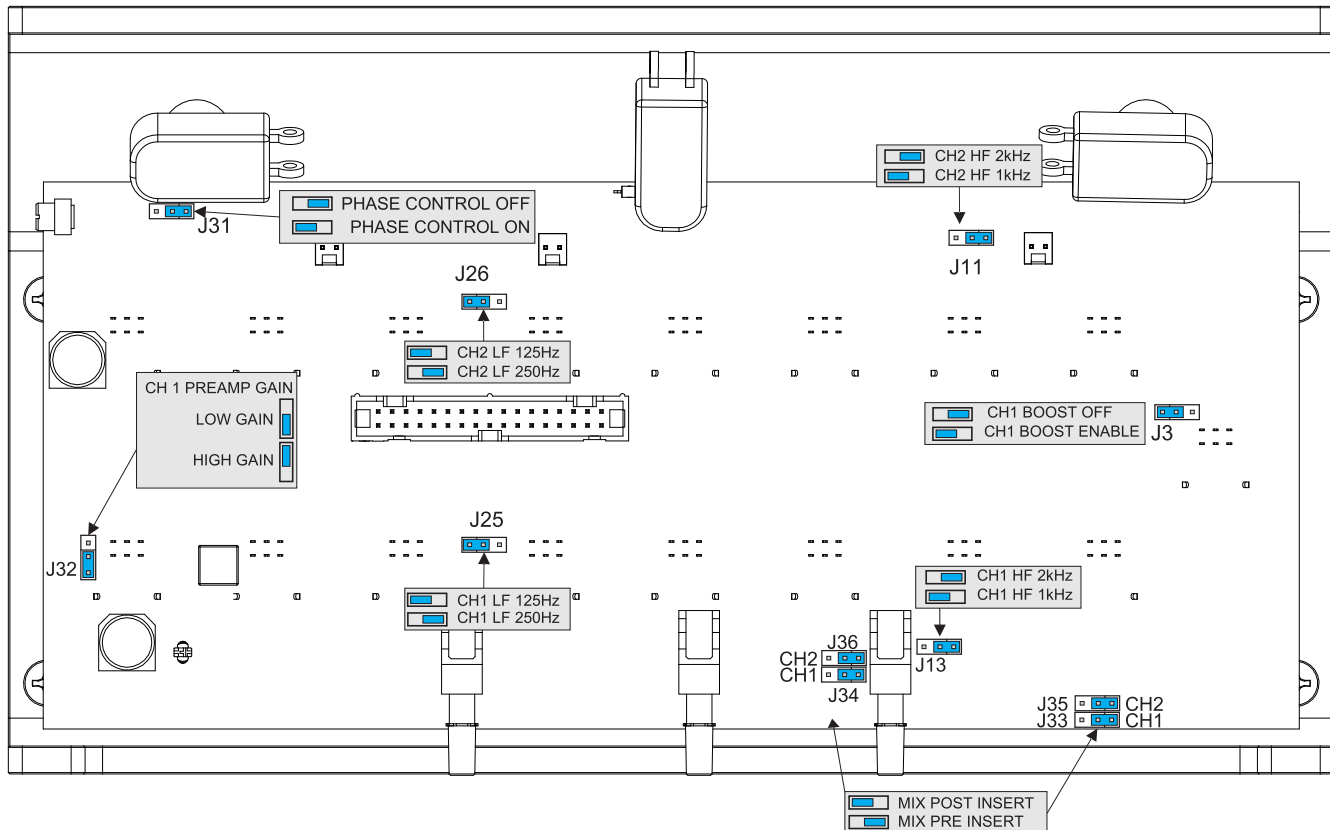 CH2 HF 2kHz
CH2 HF 1kHz
PHASE CONTROL OFF
PHASE CONTROL ON
J31
J11
J26
CH2 LF 125Hz
CH2 LF 250Hz
CH 1 PREAMP GAIN
LOW GAIN
HIGH GAIN
CH1 BOOST OFF
CH1 BOOST ENABLE
J3
J25
J32
CH1 LF 125Hz
CH1 LF 250Hz
CH1 HF 2kHz
CH1 HF 1kHz
J36
CH2
CH1
J34
J13
J35 CH2
J33 CH1
MIX POST INSERT
MIX PRE INSERT